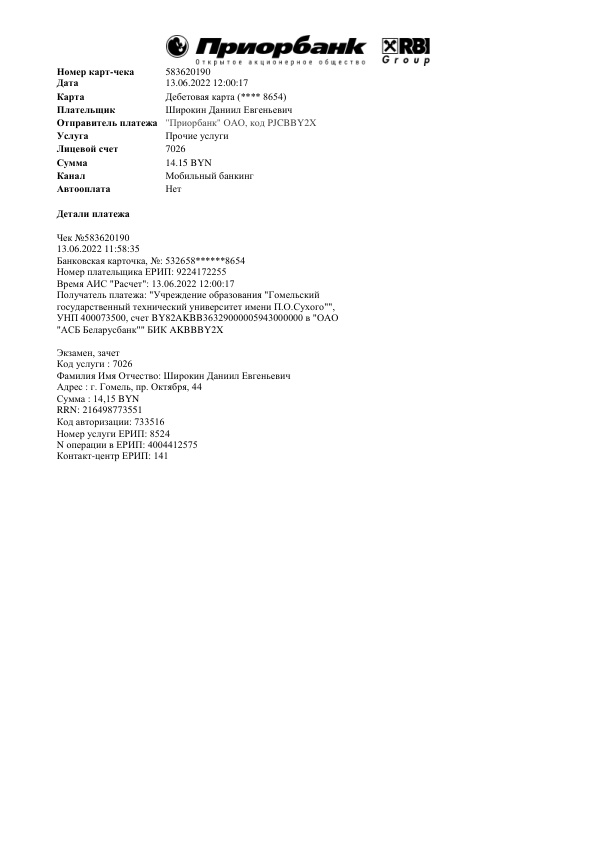 Приорбанк RBI
Открытое акционерное общество Group
Номер карт-чека 583620190
Дата 13.06.2022 12:00:17
Карта Дебетовая карта (**** 8654)
Плательщик Широкин Даниил Евгеньевич
Отправитель платежа "Приорбанк" ОАО, код PJCBBY2X
Услуга Прочие услуги
Лицевой счет 7026
Сумма 14.15 BYN
Канал Мобильный банкинг
Автооплата Нет
Детали платежа
Чек №583620190
13.06.2022 11:58:35
Банковская карточка, №: 532658******8654
Номер плательщика ЕРИП: 9224172255
Время АИС "Расчет": 13.06.2022 12:00:17
Получатель платежа: "Учреждение образования "Гомельский
государственный технический университет имени П.О.Сухого"",
УНП 400073500, счет BY82AKBB36329000005943000000 в "ОАО
"АСБ Беларусбанк"" БИК AKBBBY2X
Экзамен, зачет
Код услуги : 7026
Фамилия Имя Отчество: Широкин Даниил Евгеньевич
Адрес : г. Гомель, пр. Октября, 44
Сумма : 14,15 BYN
RRN: 216498773551
Код авторизации: 733516
Номер услуги ЕРИП: 8524
N операции в ЕРИП: 4004412575
Контакт-центр ЕРИП: 141